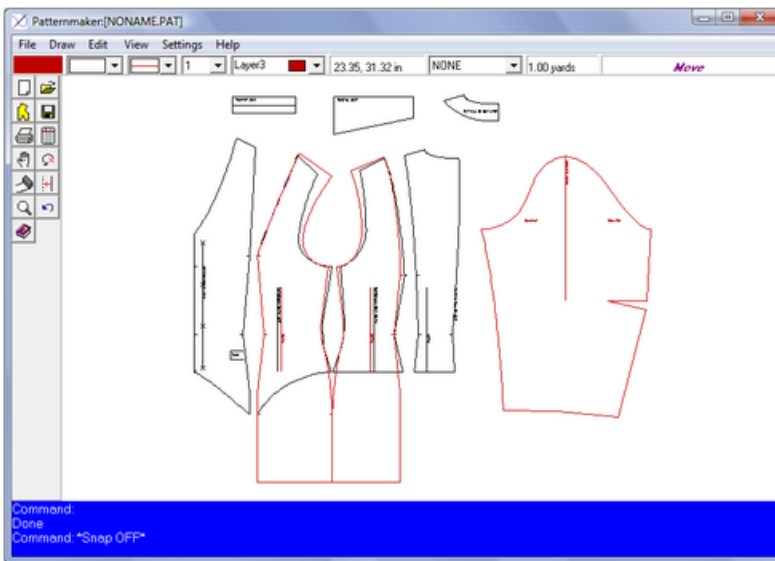 Patternmaker:[NONAME.PAT]
File Draw Edit View Settings Help
1 Layer3 23.35, 31.32 in NONE 1.00 yards Move
Command:
Done
Command: *Snap OFF*